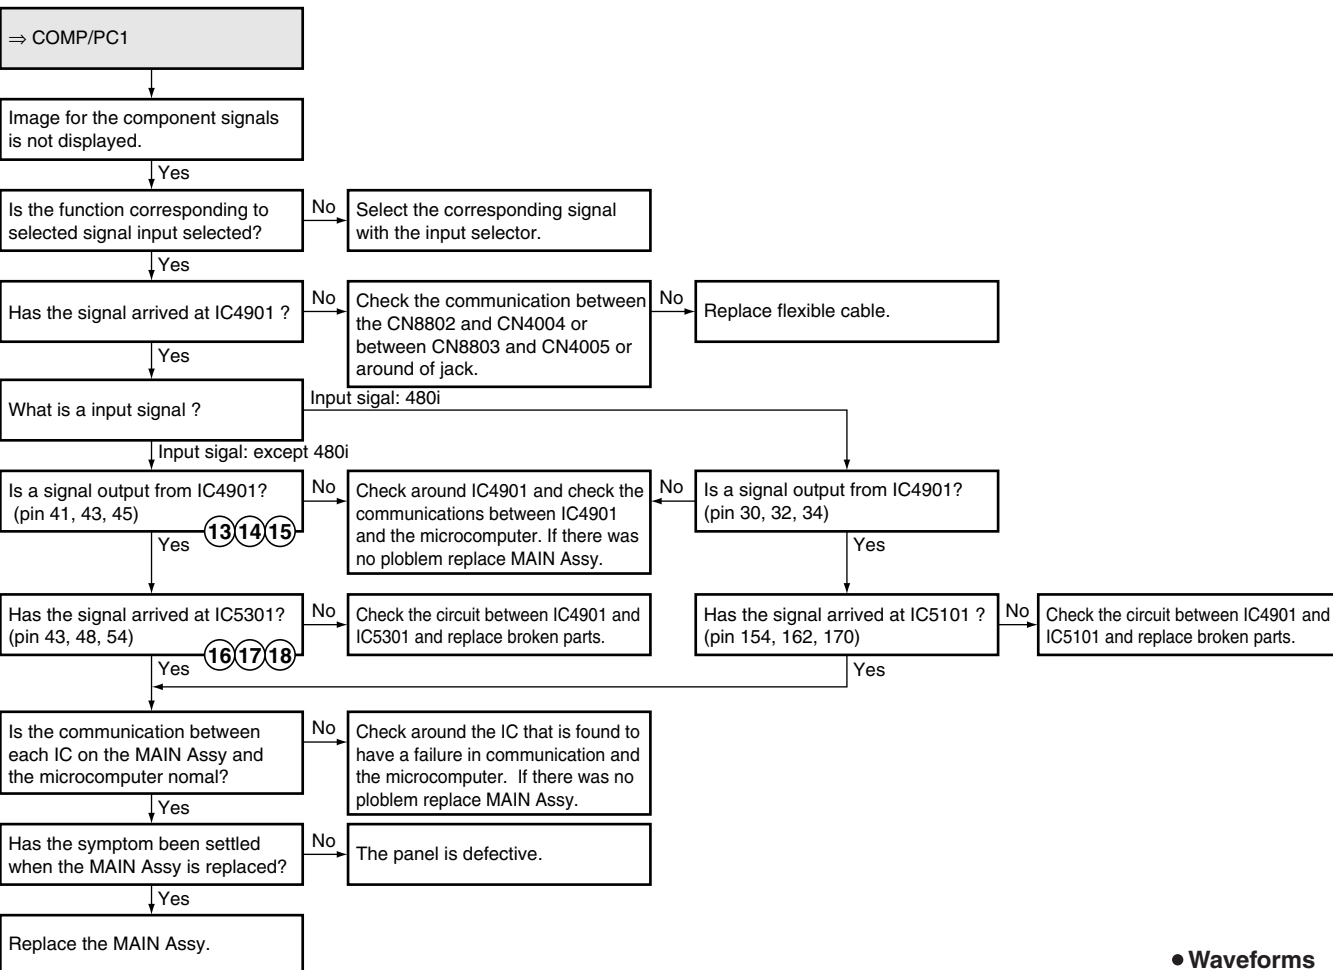 ⇒ COMP/PC1
Image for the component signals
is not displayed.
Yes
Is the function corresponding to
selected signal input selected?
No
Select the corresponding signal
with the input selector.
Yes
Has the signal arrived at IC4901 ?
No
Check the communication between
the CN8802 and CN4004 or
between CN8803 and CN4005 or
around of jack.
No
Replace flexible cable.
Yes
What is a input signal ?
Input sigal: 480i
Input sigal: except 480i
Is a signal output from IC4901?
(pin 41, 43, 45)
13 14 15
No
Check around IC4901 and check the
communications between IC4901
and the microcomputer. If there was
no ploblem replace MAIN Assy.
No
Is a signal output from IC4901?
(pin 30, 32, 34)
Yes
Yes
Has the signal arrived at IC5301?
(pin 43, 48, 54)
16 17 18
No
Check the circuit between IC4901 and
IC5301 and replace broken parts.
Has the signal arrived at IC5101 ?
(pin 154, 162, 170)
No
Check the circuit between IC4901 and
IC5101 and replace broken parts.
Yes
Yes
Is the communication between
each IC on the MAIN Assy and
the microcomputer nomal?
No
Check around the IC that is found to
have a failure in communication and
the microcomputer.  If there was no
ploblem replace MAIN Assy.
Yes
Has the symptom been settled
when the MAIN Assy is replaced?
No
The panel is defective.
Yes
Replace the MAIN Assy.
● Waveforms